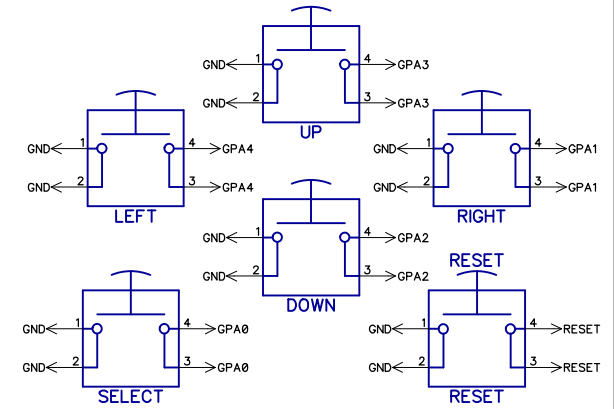 GND 1 4 GPA3
GND 2 3 GPA3
UP
GND 1 4 GPA4
GND 2 3 GPA4
LEFT
GND 1 4 GPA1
GND 2 3 GPA1
RIGHT
GND 1 4 GPA2
GND 2 3 GPA2
DOWN
GND 1 4 GPA0
GND 2 3 GPA0
SELECT
RESET
GND 1 4 RESET
GND 2 3 RESET
RESET